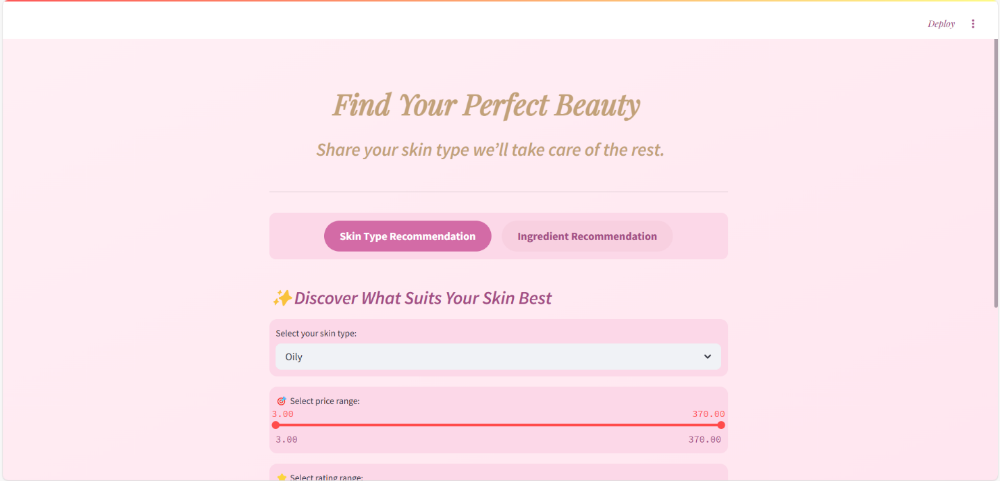 Deploy
Find Your Perfect Beauty
Share your skin type we’ll take care of the rest.
Skin Type Recommendation
Ingredient Recommendation
✨Discover What Suits Your Skin Best
Select your skin type:
Oily
🎯 Select price range:
3.00 370.00
3.00 370.00
⭐ Select rating range: